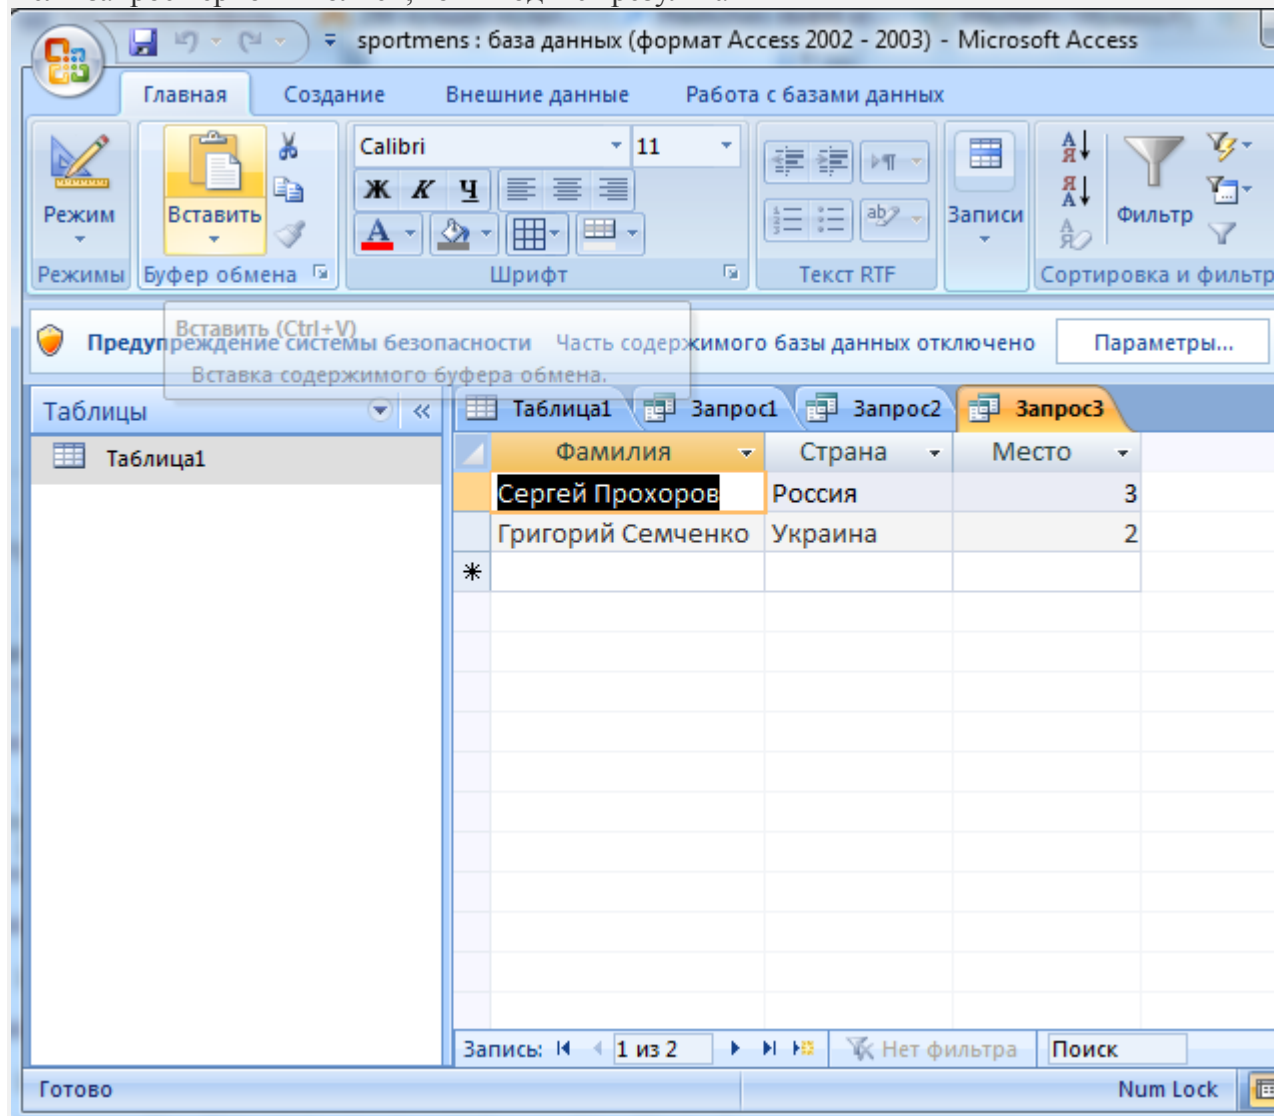 sportmens : база данных (формат Access 2002 - 2003) - Microsoft Access
Главная Создание Внешние данные Работа с базами данных
Calibri 11
Режим Вставить Ж К Ч Записи Фильтр
Режимы Буфер обмена Шрифт Текст RTF Сортировка и фильтр
Вставить (Ctrl+V)
Предупреждение системы безопасности Часть содержимого базы данных отключено Параметры...
Вставка содержимого буфера обмена.
Таблицы Таблица1 Запрос1 Запрос2 Запрос3
Таблица1 Фамилия Страна Место
Сергей Прохоров Россия 3
Григорий Семченко Украина 2
Запись: 1 из 2 Нет фильтра Поиск
Готово Num Lock